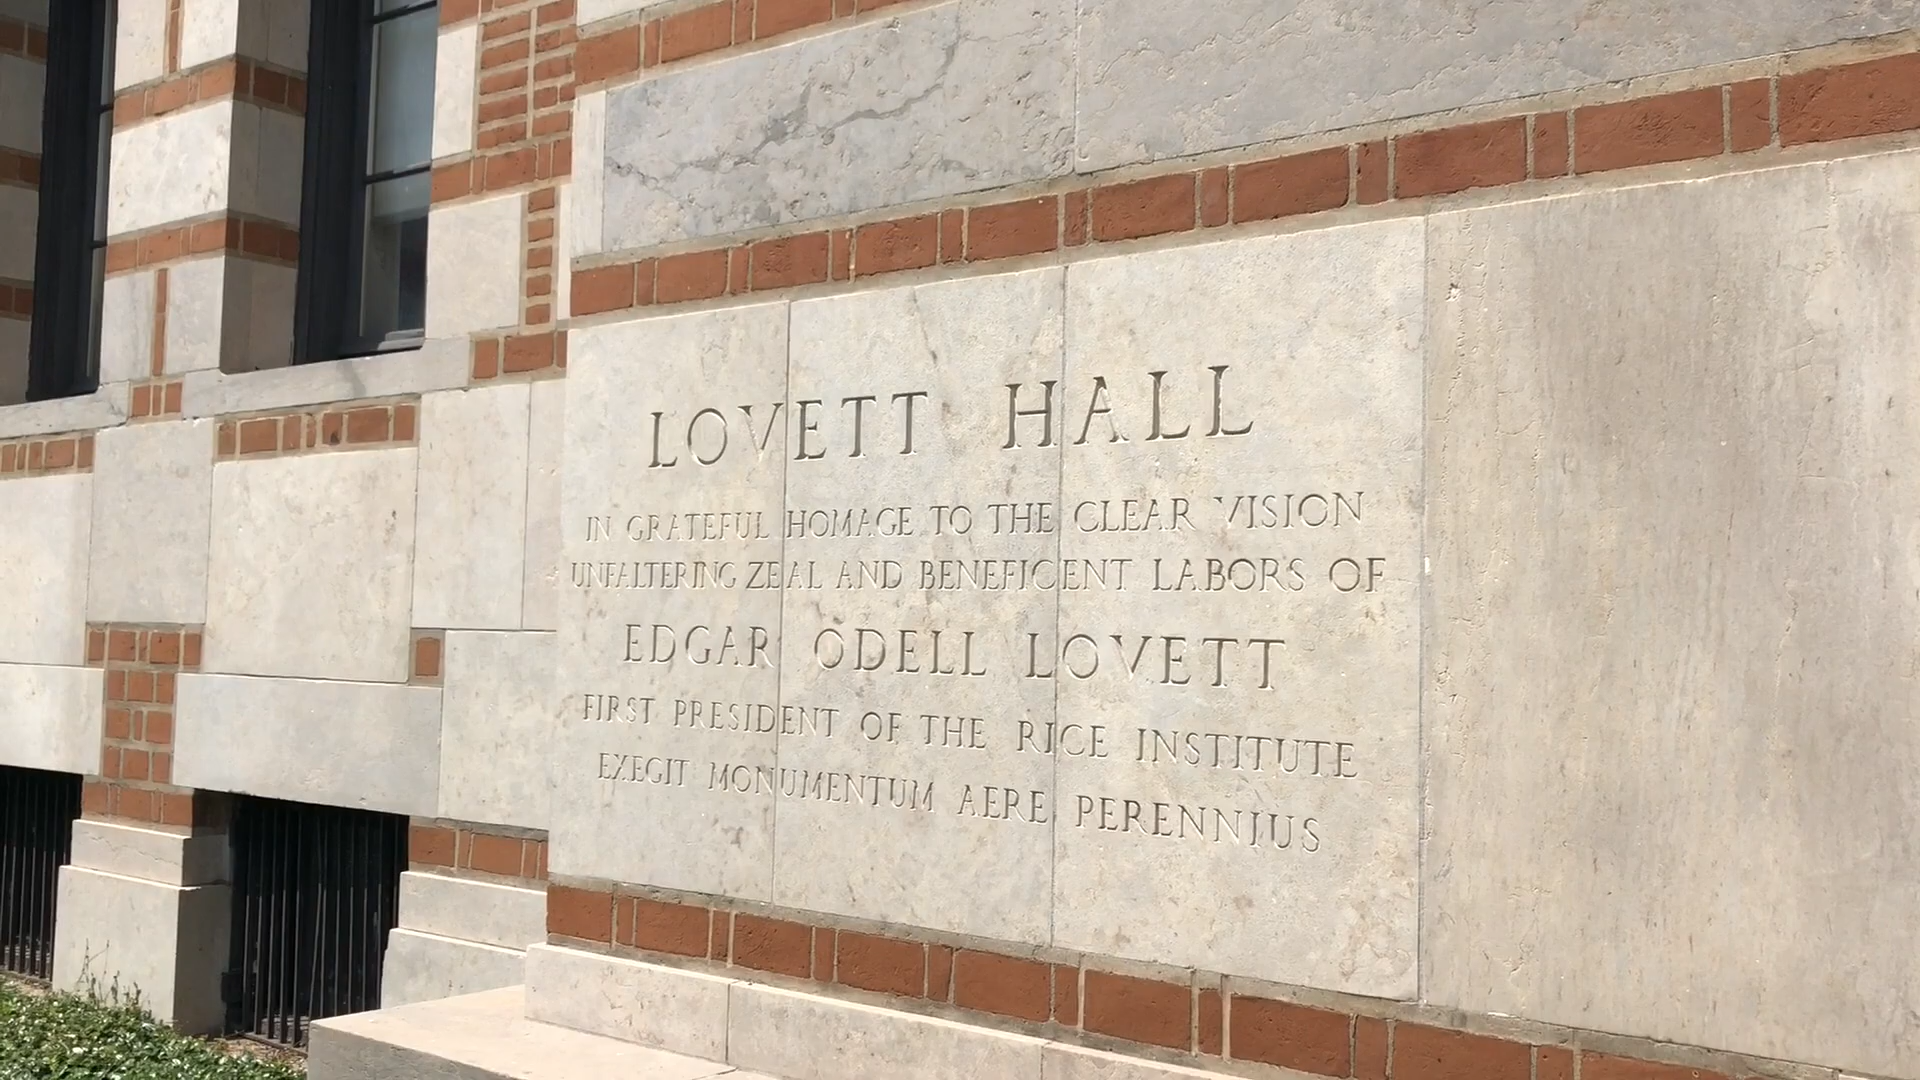 LOVETT HALL
IN GRATEFUL HOMAGE TO THE CLEAR VISION
UNFALTERING ZEAL AND BENEFICENT LABORS OF
EDGAR ODELL LOVETT
FIRST PRESIDENT OF THE RICE INSTITUTE
EXEGIT MONUMENTUM AERE PERENNIUS